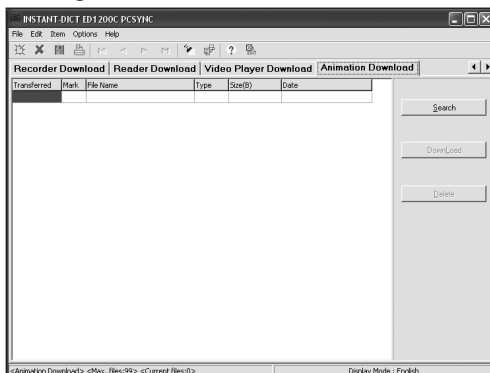 INSTANT-DICT ED1200C PCSYNC
File Edit Item Options Help
Recorder Download Reader Download Video Player Download Animation Download
Transferred Mark File Name Type Size(B) Date
Search
DownLoad
Delete
<Animation Download> <Max. files:99> <Current files:0> Display Mode : English